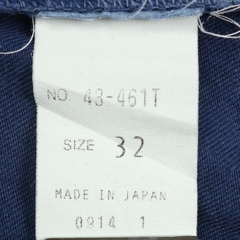 NO. 43-461T
SIZE 32
MADE IN JAPAN
0914 1